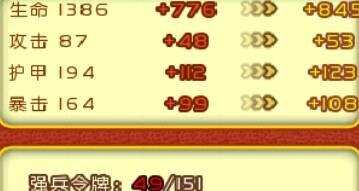 生命 1386 +776 +845
攻击 87 +48 +53
护甲 194 +112 +123
暴击 164 +99 +108
强兵令牌：49/151